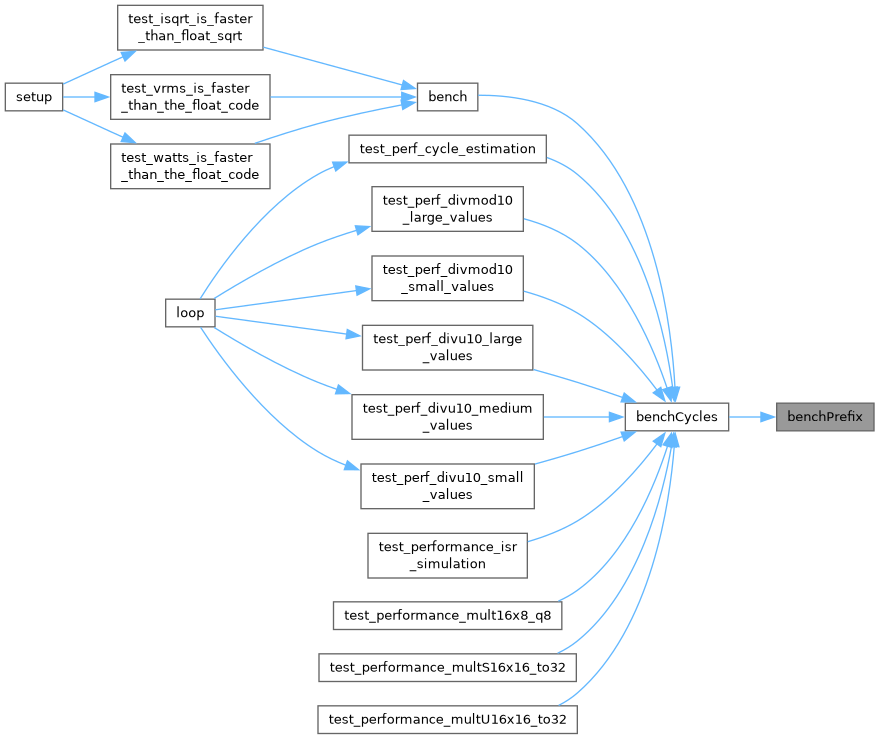 test_isqrt_is_faster
_than_float_sqrt
setup
test_vrms_is_faster
_than_the_float_code
bench
test_watts_is_faster
_than_the_float_code
test_perf_cycle_estimation
test_perf_divmod10
_large_values
test_perf_divmod10
_small_values
loop
test_perf_divu10_large
_values
test_perf_divu10_medium
_values
benchCycles
benchPrefix
test_perf_divu10_small
_values
test_performance_isr
_simulation
test_performance_mult16x8_q8
test_performance_multS16x16_to32
test_performance_multU16x16_to32